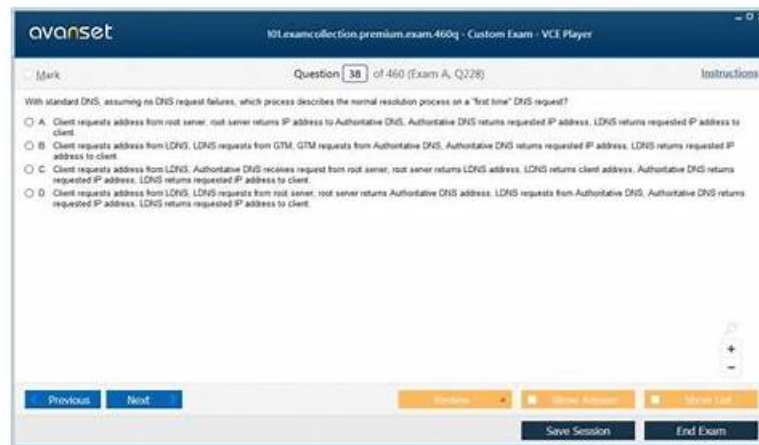 avanset
101.examcollection.premium.exam.460q - Custom Exam - VCE Player
Mark
Question 38 of 460 (Exam A, Q228)
Instructions
With standard DNS, assuming no DNS request failures, which process describes the normal resolution process on a "first time" DNS request?
A. Client requests address from root server, root server returns IP address to Authoritative DNS, Authoritative DNS returns requested IP address, LDNS returns requested IP address to
client.
B. Client requests address from LDNS, LDNS requests from GTM, GTM requests from Authoritative DNS, Authoritative DNS returns requested IP address, LDNS returns requested IP
address to client.
C. Client requests address from LDNS, Authoritative DNS receives request from root server, root server returns LDNS address, LDNS returns client address, Authoritative DNS returns
requested IP address, LDNS returns requested IP address to client.
D. Client requests address from LDNS, LDNS requests from root server, root server returns Authoritative DNS address, LDNS requests from Authoritative DNS, Authoritative DNS returns
requested IP address, LDNS returns requested IP address to client.
+
-
Previous
Next
Review
Show Answer
Show List
Save Session
End Exam